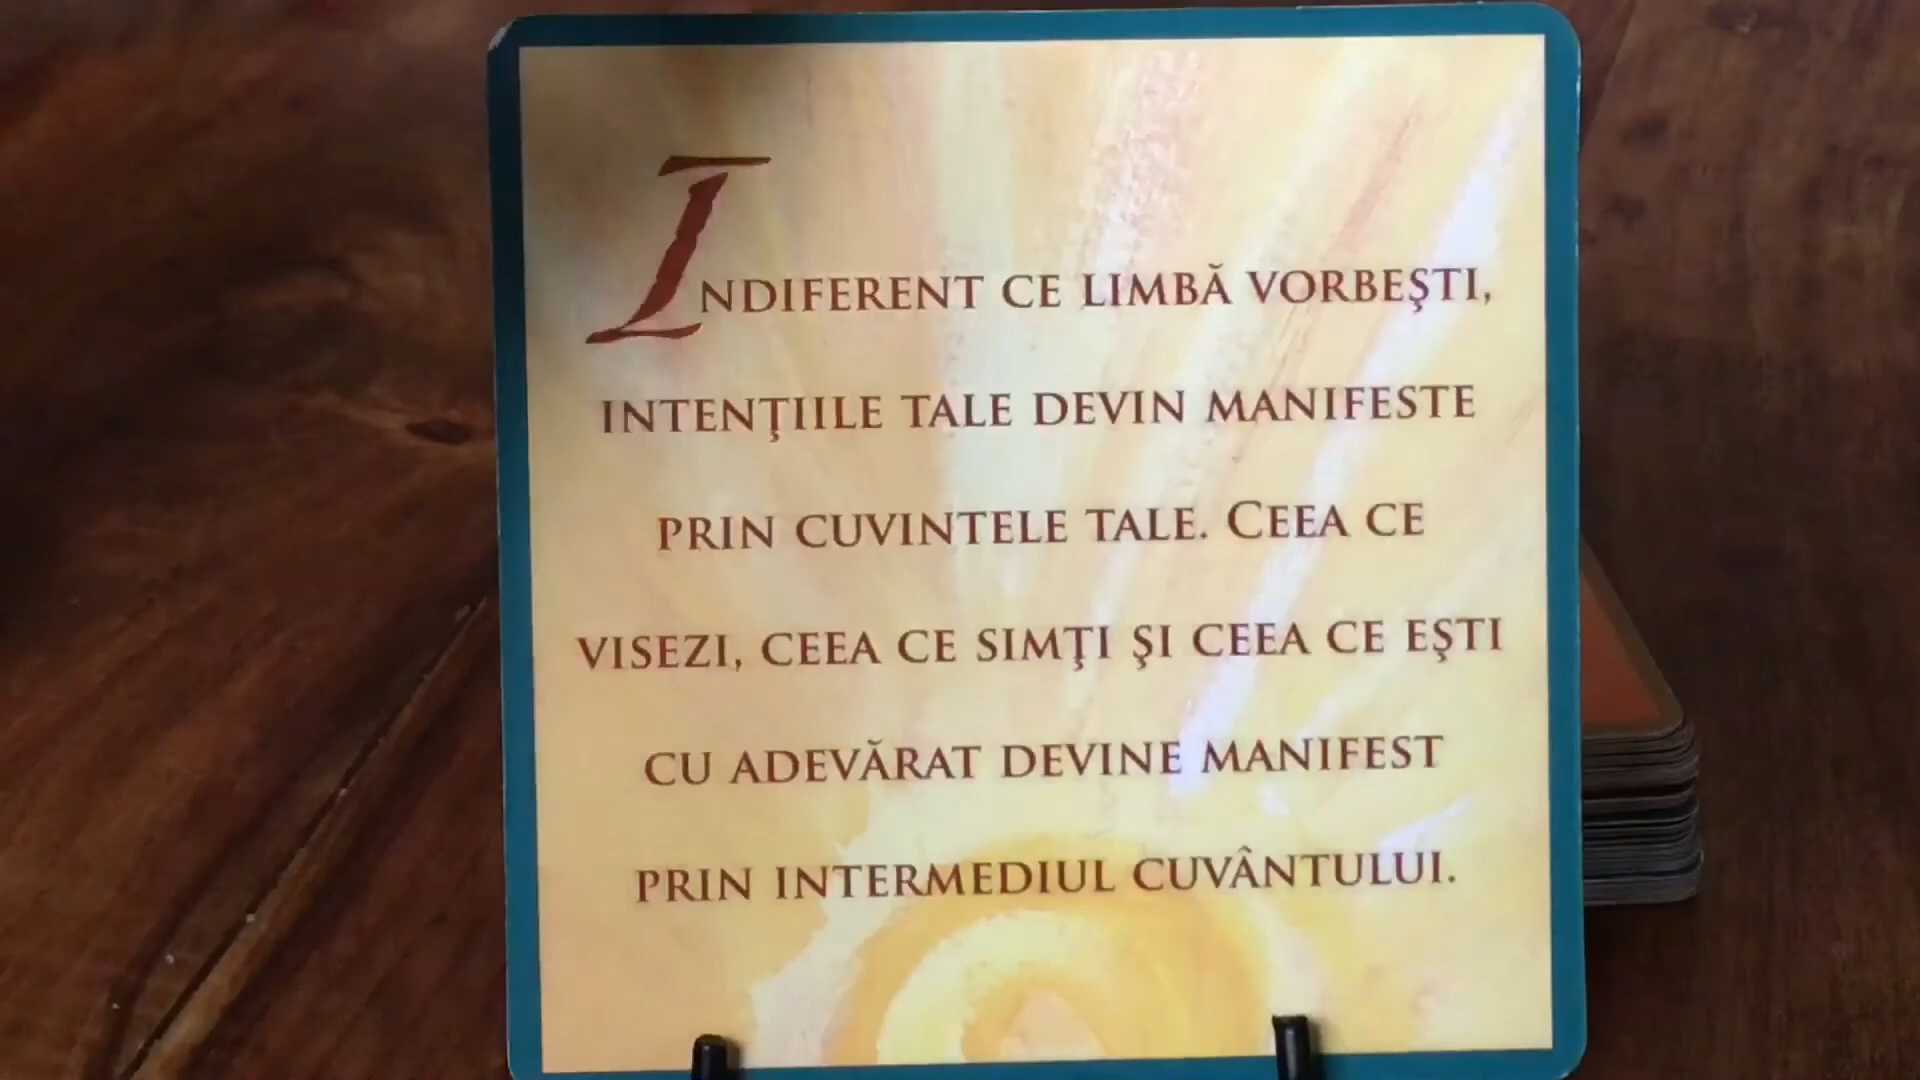 INDIFERENT CE LIMBĂ VORBEŞTI,
INTENŢIILE TALE DEVIN MANIFESTE
PRIN CUVINTELE TALE. CEEA CE
VISEZI, CEEA CE SIMŢI ŞI CEEA CE EŞTI
CU ADEVĂRAT DEVINE MANIFEST
PRIN INTERMEDIUL CUVÂNTULUI.